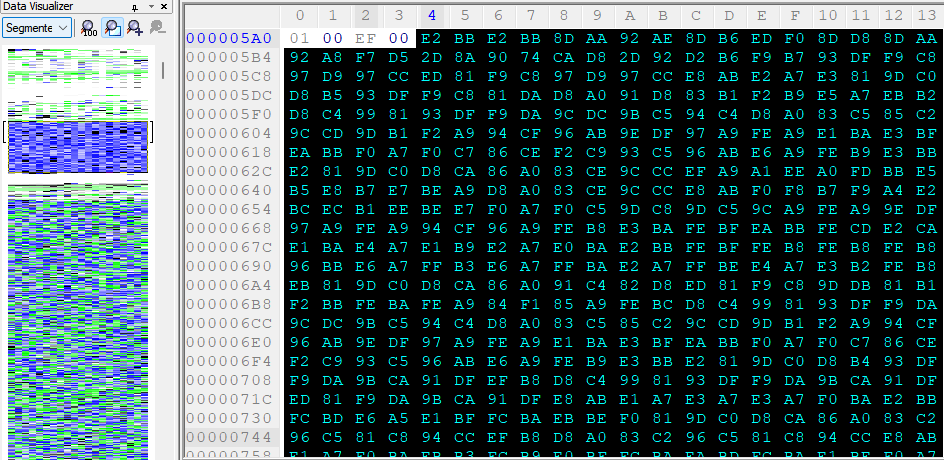 Data Visualizer
Segmente
100
0 1 2 3 4 5 6 7 8 9 A B C D E F 10 11 12 13
000005A0 01 00 EF 00 E2 BB E2 BB 8D AA 92 AE 8D B6 ED F0 8D D8 8D AA
000005B4 92 A8 F7 D5 2D 8A 90 74 CA D8 2D 92 D2 B6 F9 B7 93 DF F9 C8
000005C8 97 D9 97 CC ED 81 F9 C8 97 D9 97 CC E8 AB E2 A7 E3 81 9D C0
000005DC D8 B5 93 DF F9 C8 81 DA D8 A0 91 D8 83 B1 F2 B9 E5 A7 EB B2
000005F0 D8 C4 99 81 93 DF F9 DA 9C DC 9B C5 94 C4 D8 A0 83 C5 85 C2
00000604 9C CD 9D B1 F2 A9 94 CF 96 AB 9E DF 97 A9 FE A9 E1 BA E3 BF
00000618 EA BB F0 A7 F0 C7 86 CE F2 C9 93 C5 96 AB E6 A9 FE B9 E3 BB
0000062C E2 81 9D C0 D8 CA 86 A0 83 CE 9C CC EF A9 A1 EE A0 FD BB E5
00000640 B5 E8 B7 E7 BE A9 D8 A0 83 CE 9C CC E8 AB F0 F8 B7 F9 A4 E2
00000654 BC EC B1 EE BE E7 F0 A7 F0 C5 9D C8 9D C5 9C A9 FE A9 9E DF
00000668 97 A9 FE A9 94 CF 96 A9 FE B8 E3 BA FE BF EA BB FE CD E2 CA
0000067C E1 BA E4 A7 E1 B9 E2 A7 E0 BA E2 BB FE BF FE B8 FE B8 FE B8
00000690 96 BB E6 A7 FF B3 E6 A7 FF BA E2 A7 FF BE E4 A7 E3 B2 FE B8
000006A4 EB 81 9D C0 D8 CA 86 A0 91 C4 82 D8 ED 81 F9 C8 9D DB 81 B1
000006B8 F2 BB FE BA FE A9 84 F1 85 A9 FE BC D8 C4 99 81 93 DF F9 DA
000006CC 9C DC 9B C5 94 C4 D8 A0 83 C5 85 C2 9C CD 9D B1 F2 A9 94 CF
000006E0 96 AB 9E DF 97 A9 FE A9 E1 BA E3 BF EA BB F0 A7 F0 C7 86 CE
000006F4 F2 C9 93 C5 96 AB E6 A9 FE B9 E3 BB E2 81 9D C0 D8 B4 93 DF
00000708 F9 DA 9B CA 91 DF EF B8 D8 C4 99 81 93 DF F9 DA 9B CA 91 DF
0000071C ED 81 F9 DA 9B CA 91 DF E8 AB E1 A7 E3 A7 E3 A7 F0 BA E2 BB
00000730 FC BD E6 A5 E1 BF FC BA EB BE F0 81 9D C0 D8 CA 86 A0 83 C2
00000744 96 C5 81 C8 94 CC EF B8 D8 A0 83 C2 96 C5 81 C8 94 CC E8 AB
00000758 E1 A7 E0 BA EB B3 FC B9 E0 BE FC BA EA BD FC BA E1 BE F0 A7